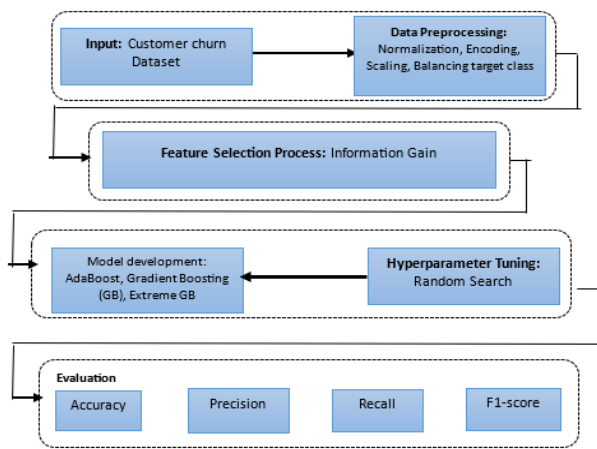 Input: Customer churn
Dataset
Data Preprocessing:
Normalization, Encoding,
Scaling, Balancing target class
Feature Selection Process: Information Gain
Model development:
AdaBoost, Gradient Boosting
(GB), Extreme GB
Hyperparameter Tuning:
Random Search
Evaluation
Accuracy
Precision
Recall
F1-score